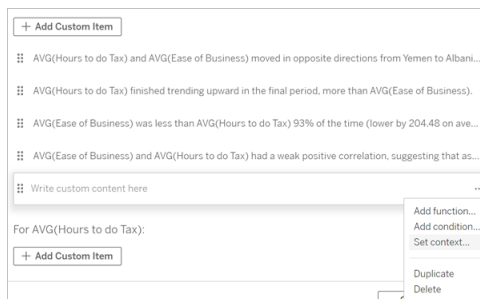 + Add Custom Item
AVG(Hours to do Tax) and AVG(Ease of Business) moved in opposite directions from Yemen to Albani...
AVG(Hours to do Tax) finished trending upward in the final period, more than AVG(Ease of Business).
AVG(Ease of Business) was less than AVG(Hours to do Tax) 93% of the time (lower by 204.48 on ave...
AVG(Ease of Business) and AVG(Hours to do Tax) had a weak positive correlation, suggesting that as...
Write custom content here
Add function...
Add condition...
Set context...
For AVG(Hours to do Tax):
+ Add Custom Item
Duplicate
Delete